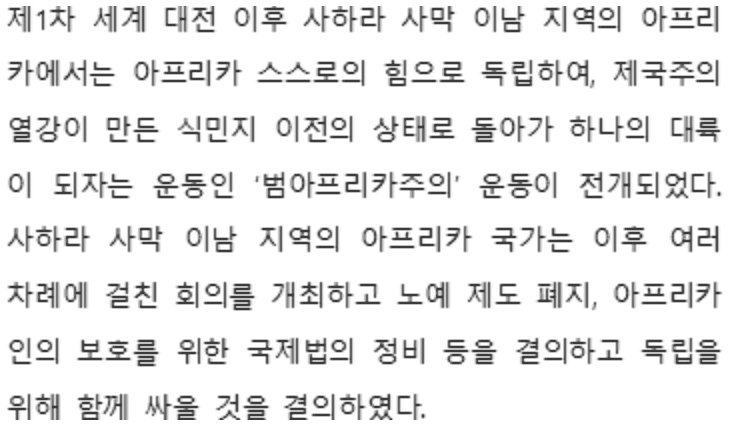 제1차 세계 대전 이후 사하라 사막 이남 지역의 아프리
카에서는 아프리카 스스로의 힘으로 독립하여, 제국주의
열강이 만든 식민지 이전의 상태로 돌아가 하나의 대륙
이 되자는 운동인 ‘범아프리카주의’ 운동이 전개되었다.
사하라 사막 이남 지역의 아프리카 국가는 이후 여러
차례에 걸친 회의를 개최하고 노예 제도 폐지, 아프리카
인의 보호를 위한 국제법의 정비 등을 결의하고 독립을
위해 함께 싸울 것을 결의하였다.